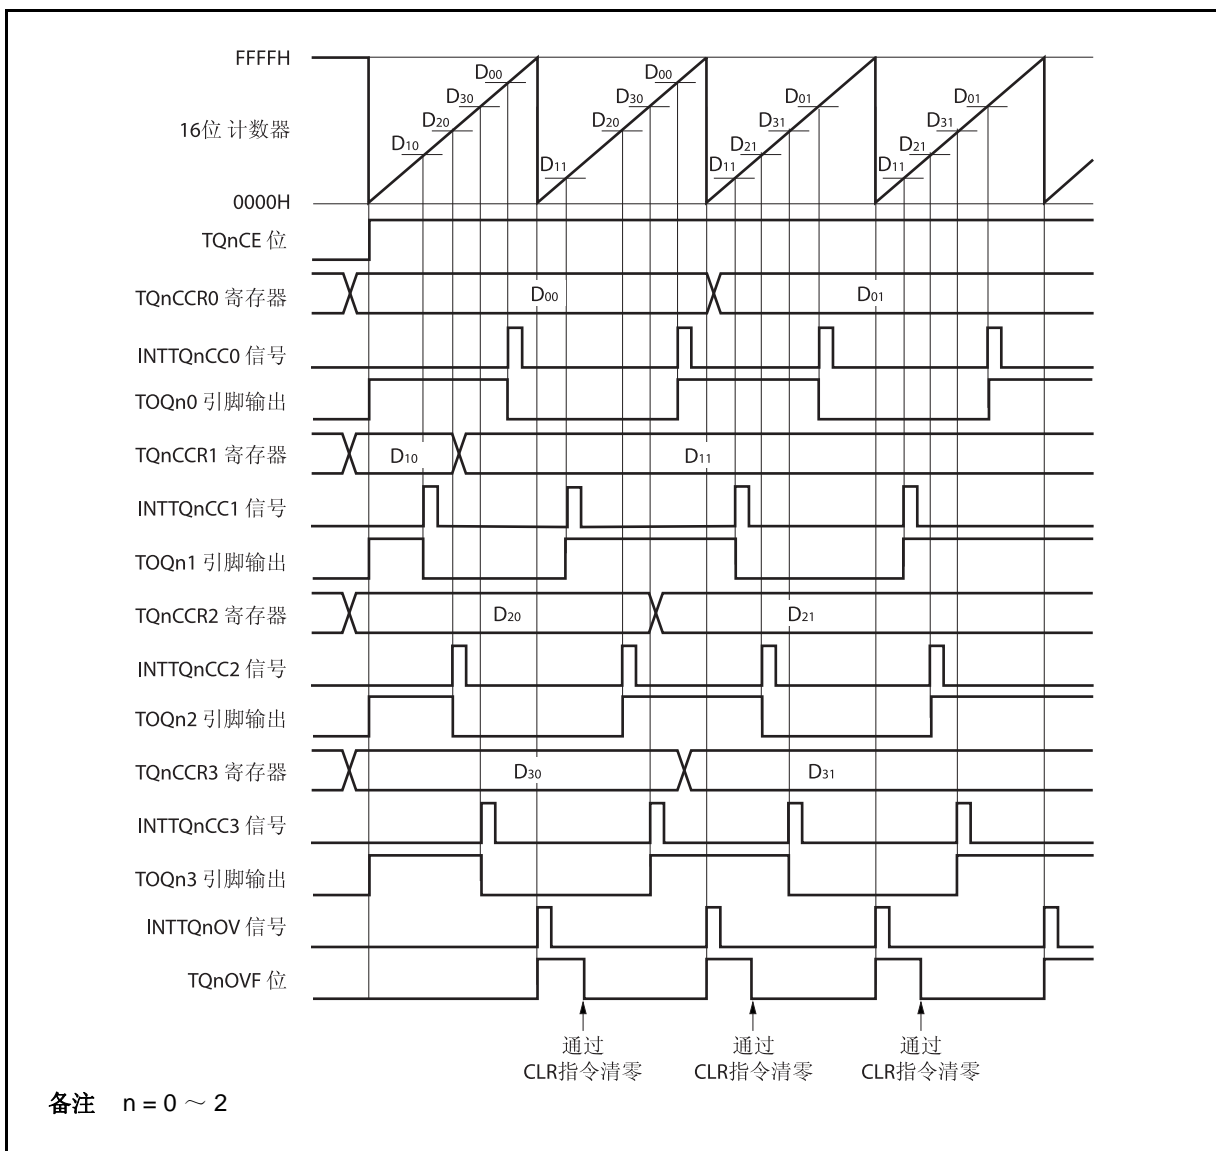 FFFFH
16位 计数器
0000H
D00 D00
D30 D30 D01 D01
D20 D20 D31 D31
D10 D21 D21
D11 D11 D11
TQnCE 位
TQnCCR0 寄存器 D00 D01
INTTQnCC0 信号
TOQn0 引脚输出
TQnCCR1 寄存器 D10 D11
INTTQnCC1 信号
TOQn1 引脚输出
TQnCCR2 寄存器 D20 D21
INTTQnCC2 信号
TOQn2 引脚输出
TQnCCR3 寄存器 D30 D31
INTTQnCC3 信号
TOQn3 引脚输出
INTTQnOV 信号
TQnOVF 位
通过 通过 通过
CLR指令清零 CLR指令清零 CLR指令清零
备注 n = 0 ～ 2